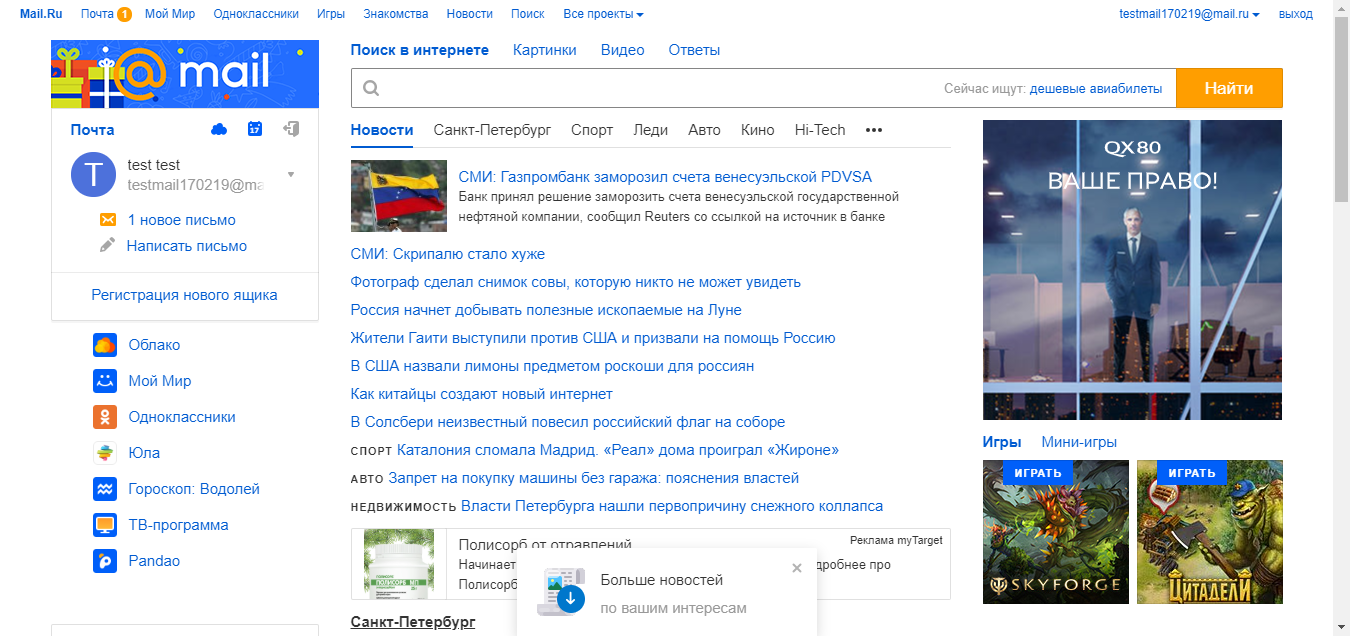 Mail.Ru Почта 1 Мой Мир Одноклассники Игры Знакомства Новости Поиск Все проекты testmail170219@mail.ru выход
mail
Почта 17
T
test test
testmail170219@ma
1 новое письмо
Написать письмо
Регистрация нового ящика
Облако
Мой Мир
Одноклассники
Юла
Гороскоп: Водолей
ТВ-программа
Pandao
Поиск в интернете Картинки Видео Ответы
Сейчас ищут: дешевые авиабилеты Найти
Новости Санкт-Петербург Спорт Леди Авто Кино Hi-Tech •••
СМИ: Газпромбанк заморозил счета венесуэльской PDVSA
Банк принял решение заморозить счета венесуэльской государственной
нефтяной компании, сообщил Reuters со ссылкой на источник в банке
СМИ: Скрипалю стало хуже
Фотограф сделал снимок совы, которую никто не может увидеть
Россия начнет добывать полезные ископаемые на Луне
Жители Гаити выступили против США и призвали на помощь Россию
В США назвали лимоны предметом роскоши для россиян
Как китайцы создают новый интернет
В Солсбери неизвестный повесил российский флаг на соборе
СПОРТ Каталония сломала Мадрид. «Реал» дома проиграл «Жироне»
АВТО Запрет на покупку машины без гаража: пояснения властей
НЕДВИЖИМОСТЬ Власти Петербурга нашли первопричину снежного коллапса
Полисорб от отравлений Реклама myTarget
Начинает дробнее про
Полисорб
Больше новостей
по вашим интересам
Санкт-Петербург
QX80
ВАШЕ ПРАВО!
Игры Мини-игры
ИГРАТЬ
SKYFORGE
ИГРАТЬ
ЦИТАДЕЛИ